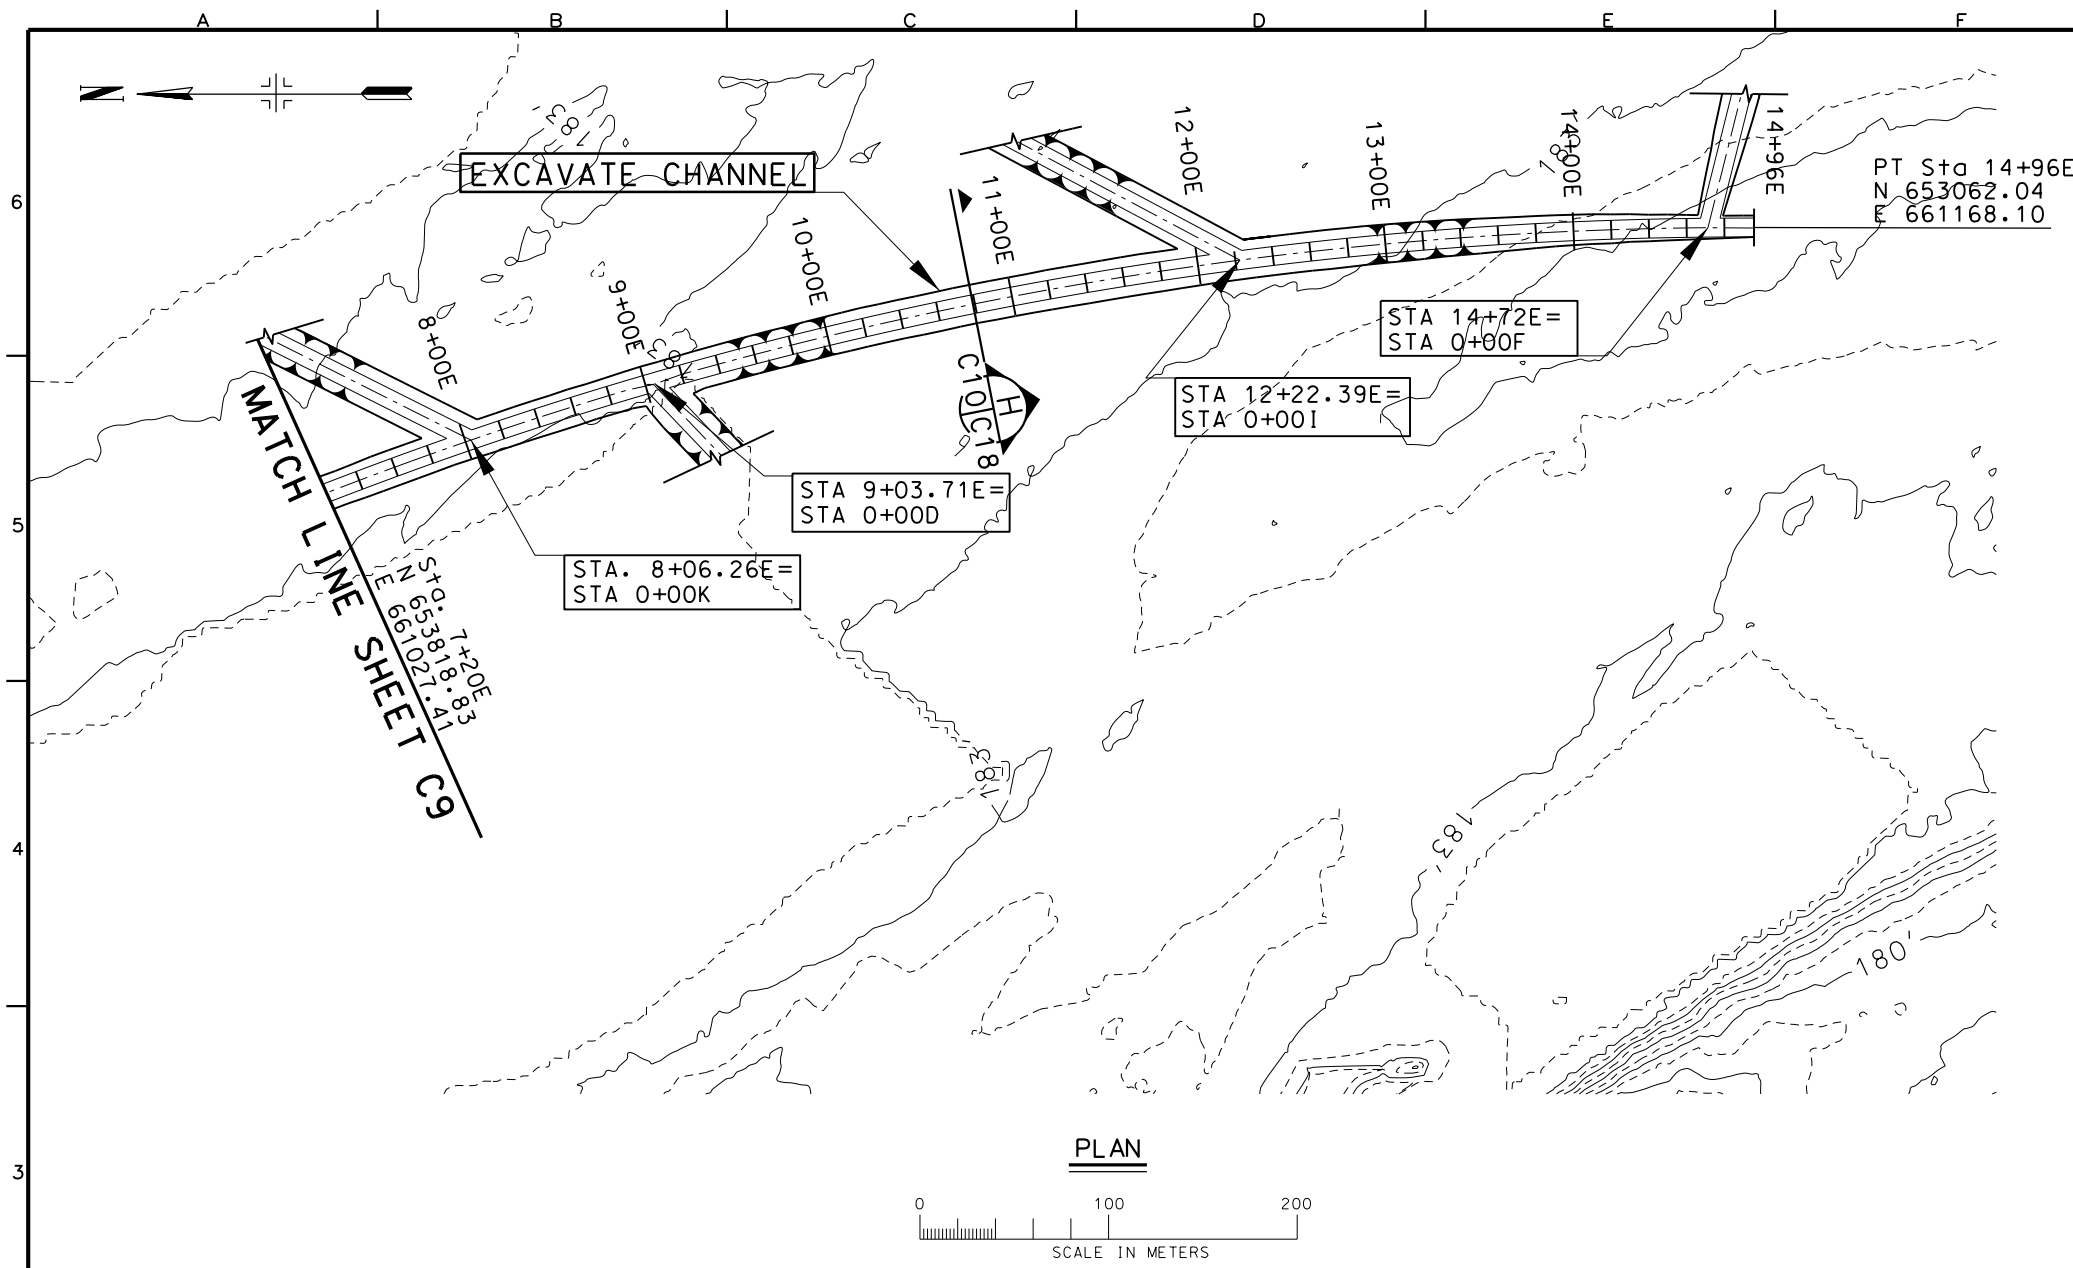 A B C D E F
N
183
EXCAVATE CHANNEL
8+00E
9+00E
10+00E
11+00E
12+00E
13+00E
14+00E
14+96E
180
183
PT Sta 14+96E
N 653062.04
E 661168.10
6
STA 14+72E=
STA 0+00F
STA 12+22.39E=
STA 0+00I
H
C10 C18
STA 9+03.71E=
STA 0+00D
STA. 8+06.26E=
STA 0+00K
5
MATCH LINE SHEET C9
Sta. 7+20E
N 653818.83
E 661027.41
183
183'
4
180'
3
PLAN
0 100 200
SCALE IN METERS